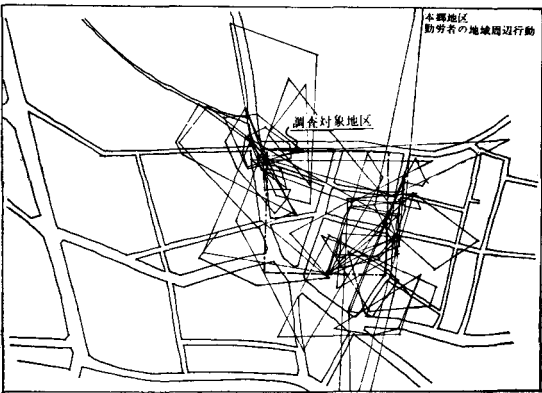 本郷地区
勤労者の地域周辺行動
調査対象地区